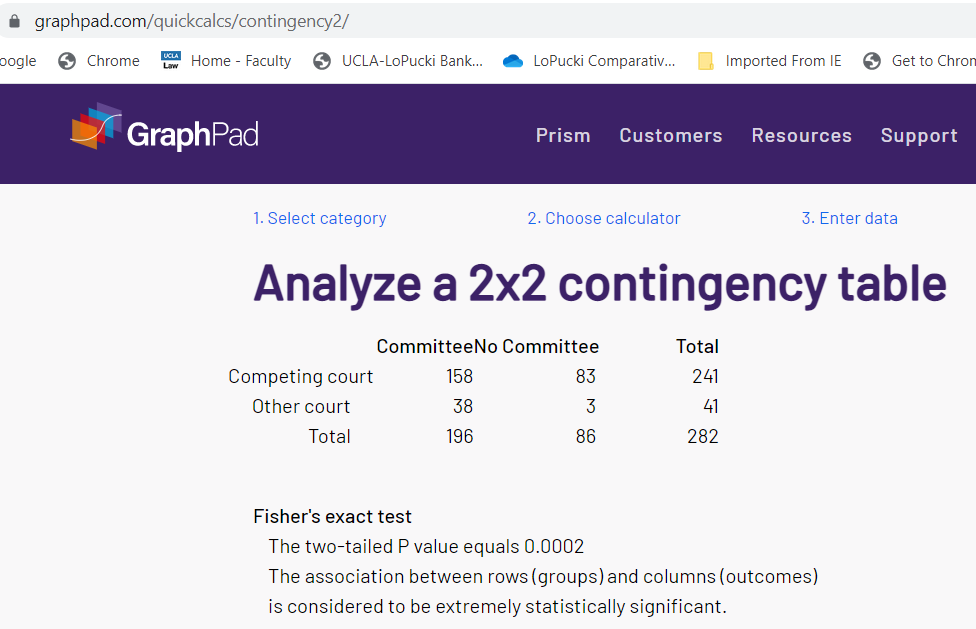 graphpad.com/quickcalcs/contingency2/
oogle Chrome UCLA Law Home - Faculty UCLA-LoPucki Bank... LoPucki Comparativ... Imported From IE Get to Chron
GraphPad Prism Customers Resources Support
1. Select category 2. Choose calculator 3. Enter data
Analyze a 2x2 contingency table
CommitteeNo Committee Total
Competing court 158 83 241
Other court 38 3 41
Total 196 86 282
Fisher's exact test
The two-tailed P value equals 0.0002
The association between rows (groups) and columns (outcomes)
is considered to be extremely statistically significant.